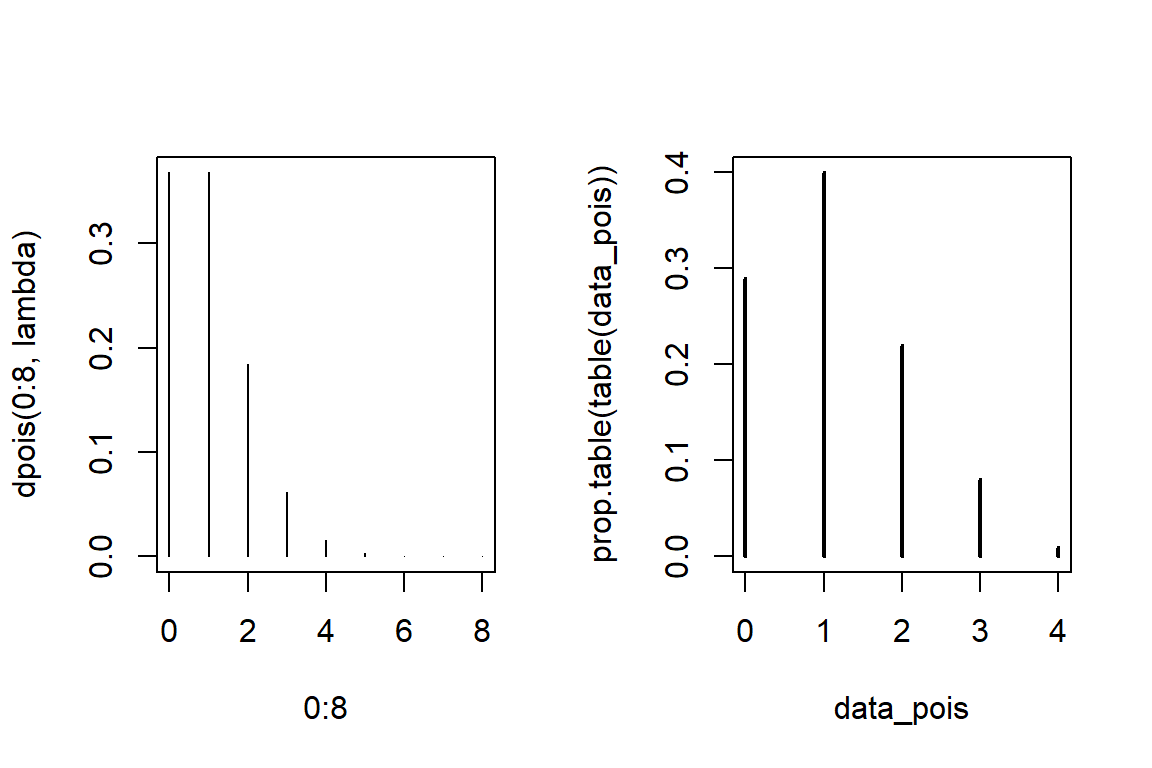 dpois(0:8, lambda)
0.0 0.1 0.2 0.3
0 2 4 6 8
0:8
prop.table(table(data_pois))
0.0 0.1 0.2 0.3 0.4
0 1 2 3 4
data_pois